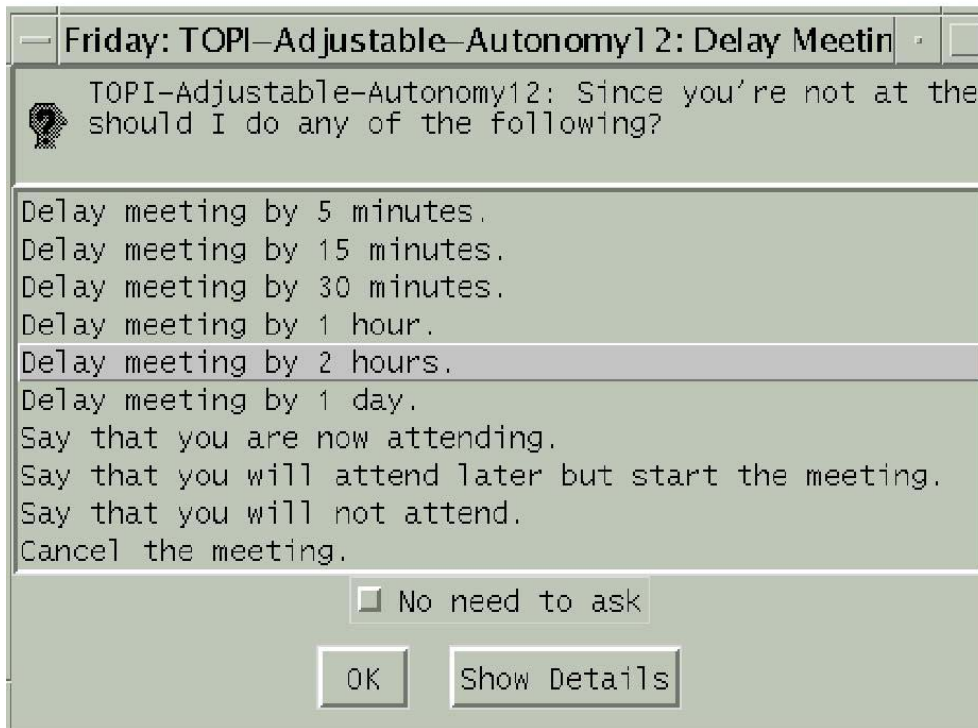 Friday: TOPI–Adjustable–Autonomy12: Delay Meetin
TOPI-Adjustable-Autonomy12: Since you're not at the
should I do any of the following?
Delay meeting by 5 minutes.
Delay meeting by 15 minutes.
Delay meeting by 30 minutes.
Delay meeting by 1 hour.
Delay meeting by 2 hours.
Delay meeting by 1 day.
Say that you are now attending.
Say that you will attend later but start the meeting.
Say that you will not attend.
Cancel the meeting.
No need to ask
OK Show Details